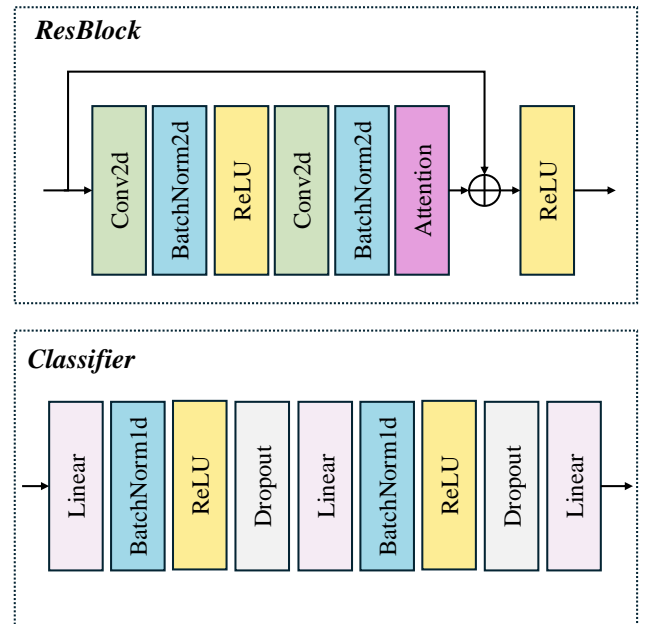 ResBlock
Conv2d
BatchNorm2d
ReLU
Conv2d
BatchNorm2d
Attention
ReLU
Classifier
Linear
BatchNorm1d
ReLU
Dropout
Linear
BatchNorm1d
ReLU
Dropout
Linear